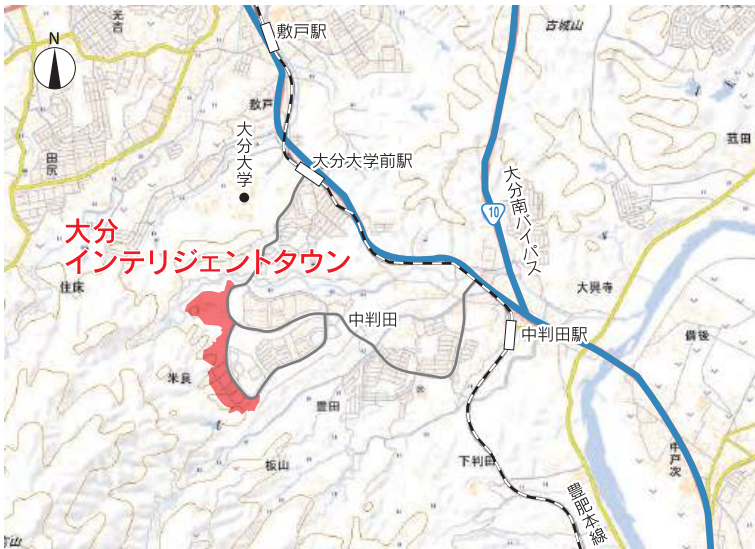 光吉
敷戸駅
古城山
N
敷戸
田尻
大分大学
大分大学前駅
菰田
大分南バイパス
10
大分
インテリジェントタウン
住床
大興寺
中判田
中判田駅
備後
米良
豊田
板山
下判田
中戸次
豊肥本線